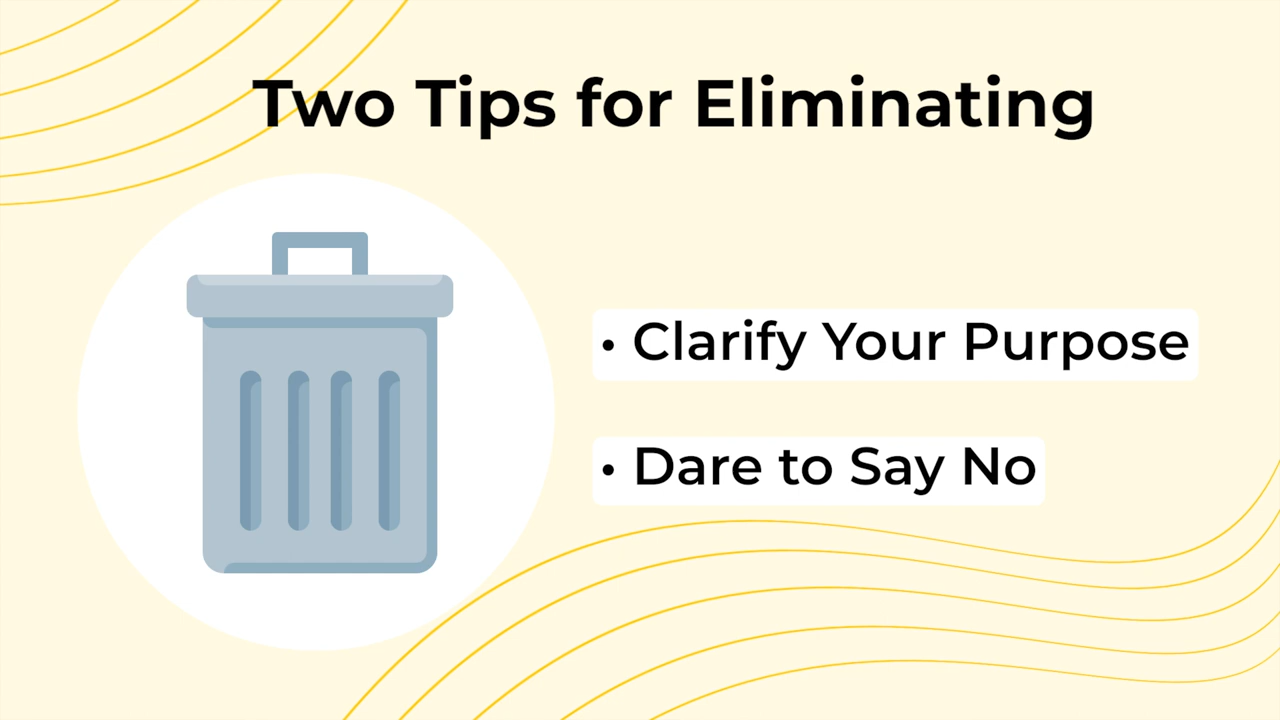 Two Tips for Eliminating
• Clarify Your Purpose
• Dare to Say No